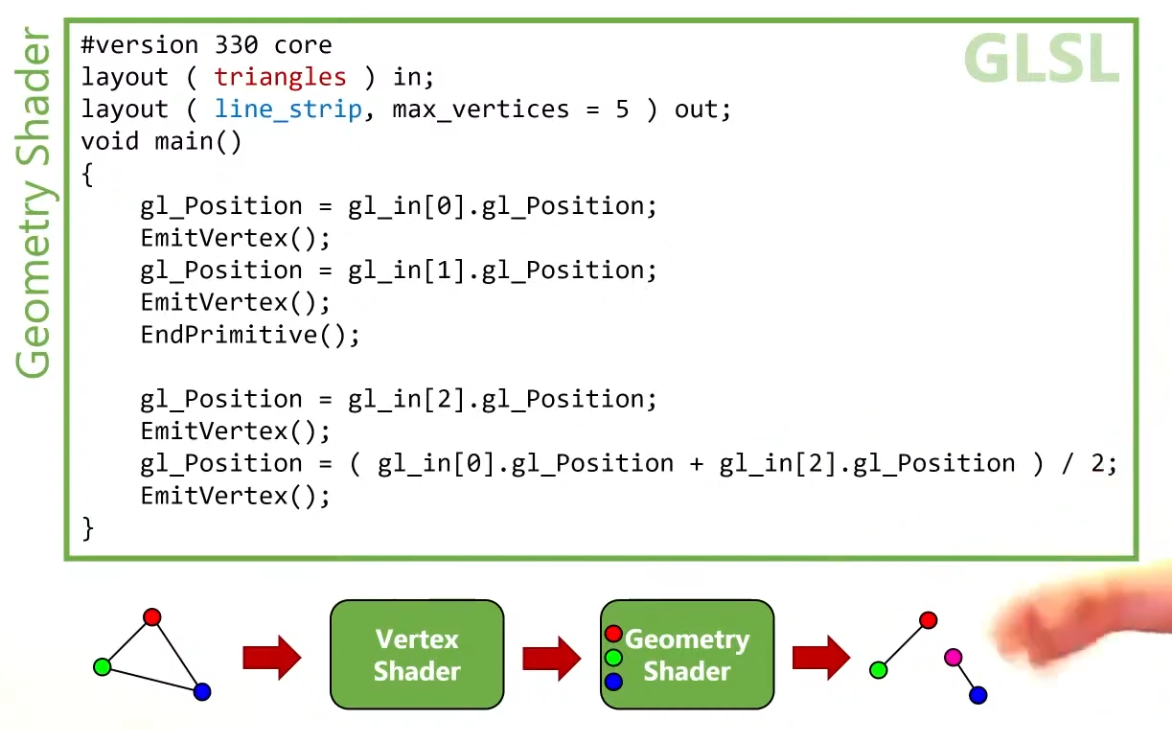 Geometry Shader
GLSL
#version 330 core
layout ( triangles ) in;
layout ( line_strip, max_vertices = 5 ) out;
void main()
{
    gl_Position = gl_in[0].gl_Position;
    EmitVertex();
    gl_Position = gl_in[1].gl_Position;
    EmitVertex();
    EndPrimitive();

    gl_Position = gl_in[2].gl_Position;
    EmitVertex();
    gl_Position = ( gl_in[0].gl_Position + gl_in[2].gl_Position ) / 2;
    EmitVertex();
}
Vertex
Shader
Geometry
Shader